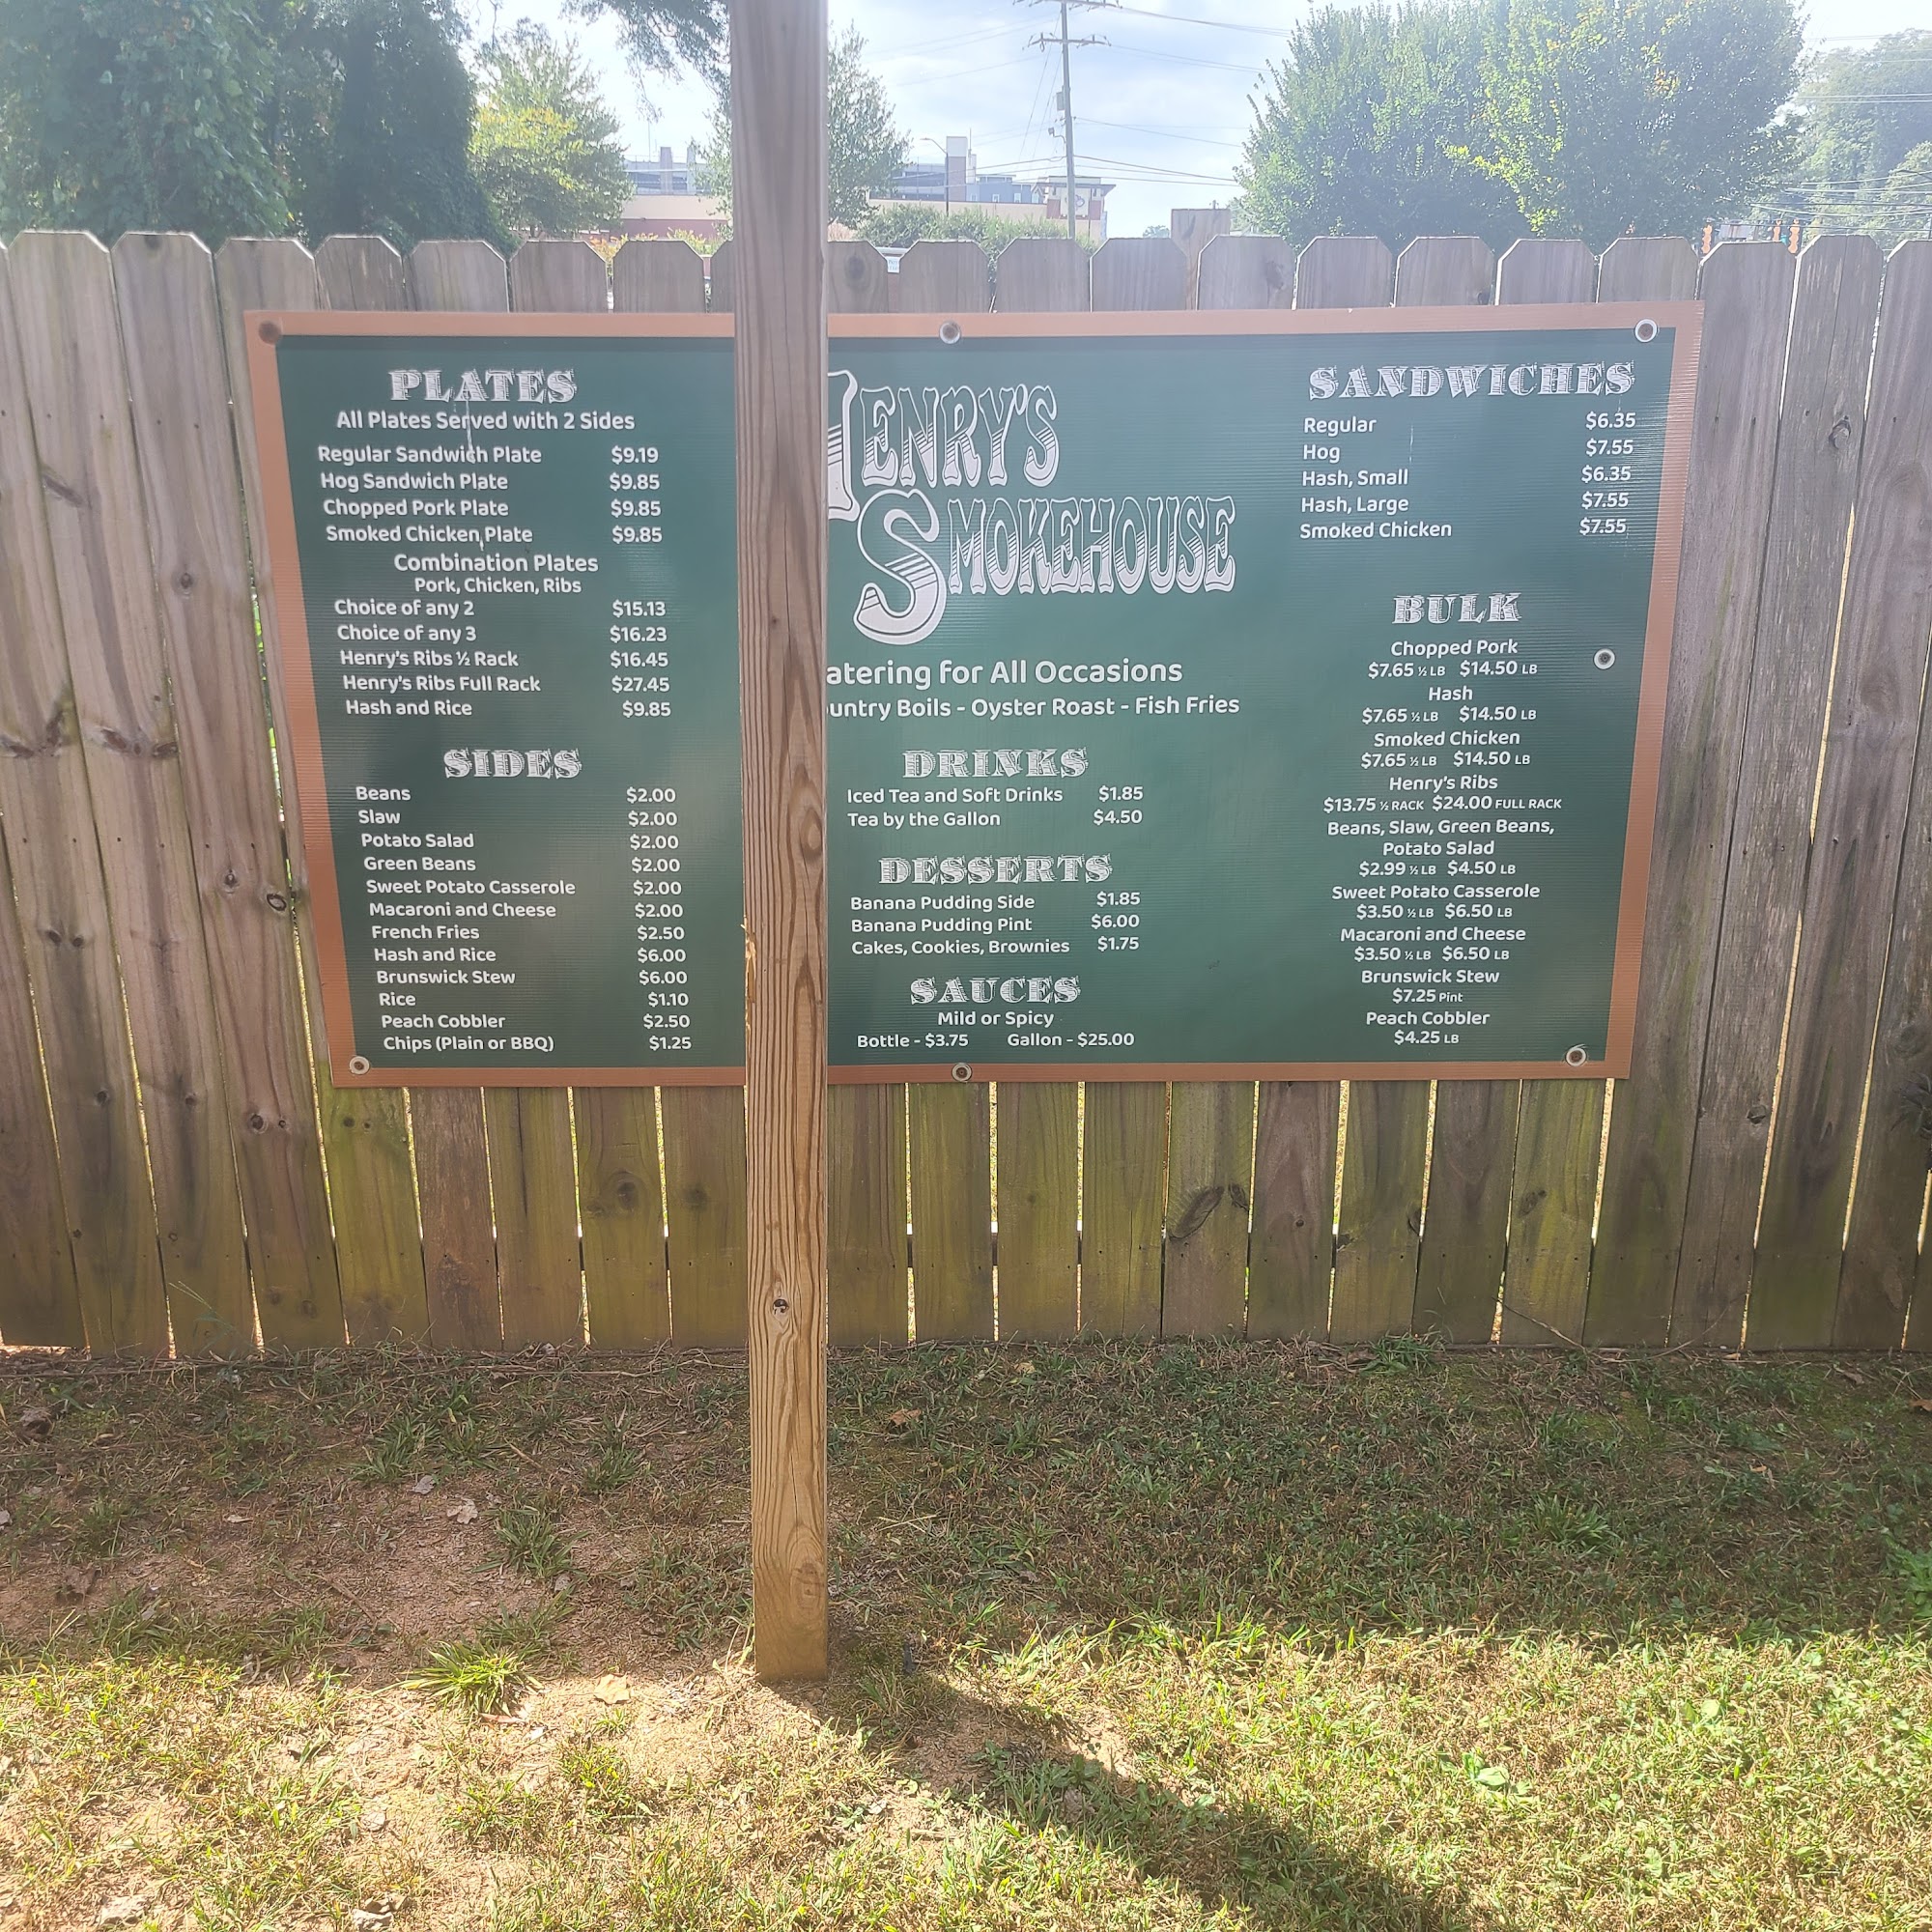 PLATES
All Plates Served with 2 Sides
Regular Sandwich Plate $9.19
Hog Sandwich Plate $9.85
Chopped Pork Plate $9.85
Smoked Chicken Plate $9.85
Combination Plates
Pork, Chicken, Ribs
Choice of any 2 $15.13
Choice of any 3 $16.23
Henry's Ribs ½ Rack $16.45
Henry's Ribs Full Rack $27.45
Hash and Rice $9.85
SIDES
Beans $2.00
Slaw $2.00
Potato Salad $2.00
Green Beans $2.00
Sweet Potato Casserole $2.00
Macaroni and Cheese $2.00
French Fries $2.50
Hash and Rice $6.00
Brunswick Stew $6.00
Rice $1.10
Peach Cobbler $2.50
Chips (Plain or BBQ) $1.25
HENRY'S
SMOKEHOUSE
atering for All Occasions
untry Boils - Oyster Roast - Fish Fries
DRINKS
Iced Tea and Soft Drinks $1.85
Tea by the Gallon $4.50
DESSERTS
Banana Pudding Side $1.85
Banana Pudding Pint $6.00
Cakes, Cookies, Brownies $1.75
SAUCES
Mild or Spicy
Bottle - $3.75 Gallon - $25.00
SANDWICHES
Regular $6.35
Hog $7.55
Hash, Small $6.35
Hash, Large $7.55
Smoked Chicken $7.55
BULK
Chopped Pork
$7.65 ½ LB $14.50 LB
Hash
$7.65 ½ LB $14.50 LB
Smoked Chicken
$7.65 ½ LB $14.50 LB
Henry's Ribs
$13.75 ½ RACK $24.00 FULL RACK
Beans, Slaw, Green Beans,
Potato Salad
$2.99 ½ LB $4.50 LB
Sweet Potato Casserole
$3.50 ½ LB $6.50 LB
Macaroni and Cheese
$3.50 ½ LB $6.50 LB
Brunswick Stew
$7.25 Pint
Peach Cobbler
$4.25 LB